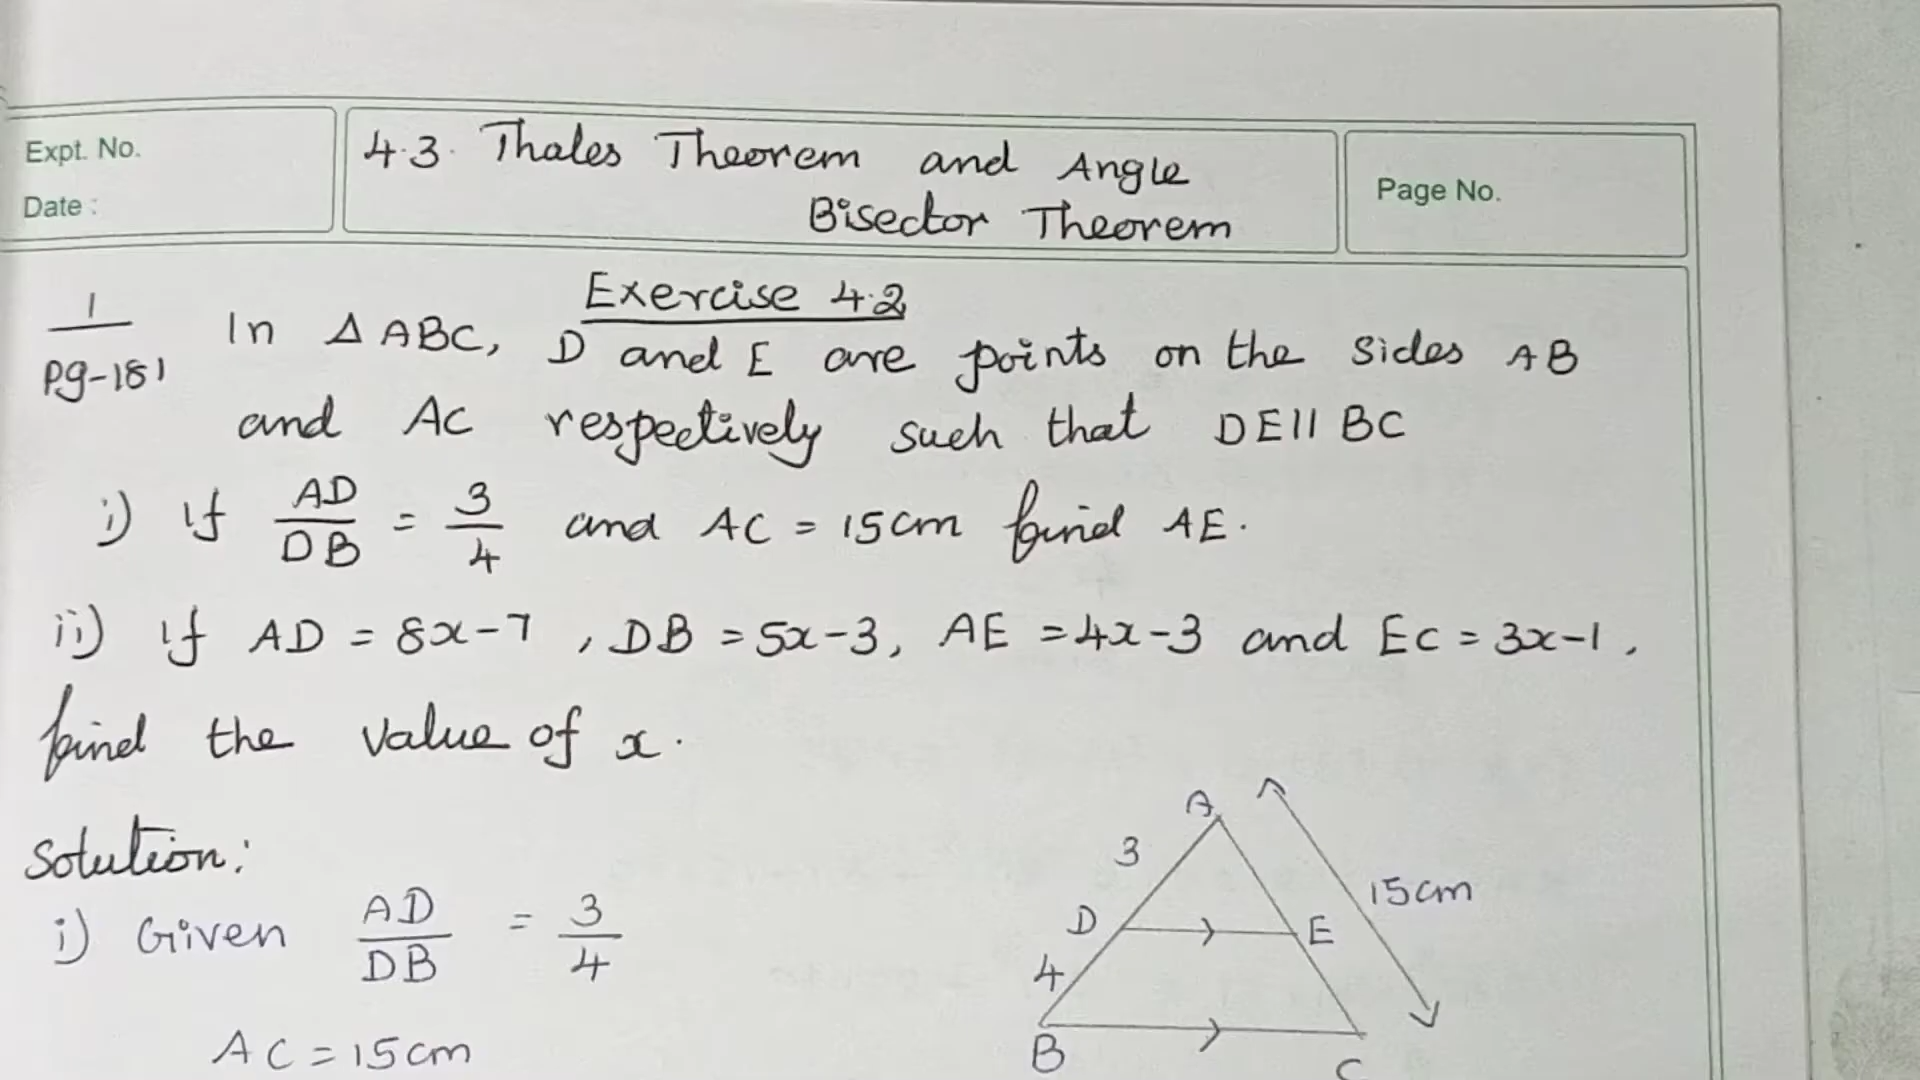 Expt. No.
Date :
4.3. Thales Theorem and Angle
Bisector Theorem
Page No.
Exercise 4.2
1
Pg-181
In △ABC, D and E are points on the sides AB
and AC respectively such that DE || BC
i) If AD/DB = 3/4 and AC = 15cm find AE.
ii) If AD = 8x-7, DB = 5x-3, AE = 4x-3 and EC = 3x-1,
find the value of x.
Solution:
i) Given AD/DB = 3/4
AC = 15cm
A
3
15cm
D
E
4
B
C